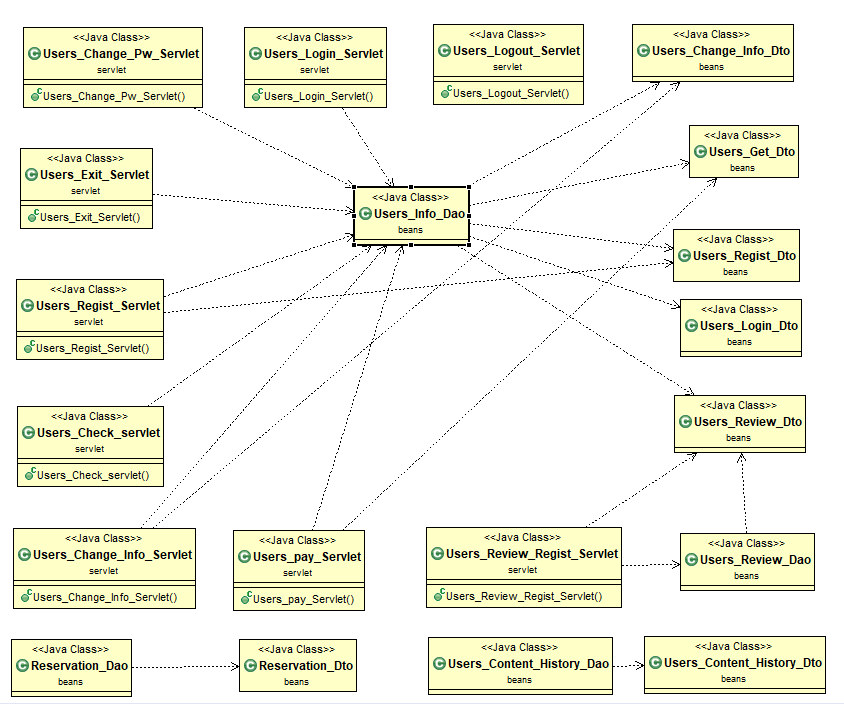 <<Java Class>>
Users_Change_Pw_Servlet
servlet
Users_Change_Pw_Servlet()
<<Java Class>>
Users_Login_Servlet
servlet
Users_Login_Servlet()
<<Java Class>>
Users_Logout_Servlet
servlet
Users_Logout_Servlet()
<<Java Class>>
Users_Change_Info_Dto
beans
<<Java Class>>
Users_Get_Dto
beans
<<Java Class>>
Users_Exit_Servlet
servlet
Users_Exit_Servlet()
<<Java Class>>
Users_Info_Dao
beans
<<Java Class>>
Users_Regist_Dto
beans
<<Java Class>>
Users_Regist_Servlet
servlet
Users_Regist_Servlet()
<<Java Class>>
Users_Login_Dto
beans
<<Java Class>>
Users_Check_servlet
servlet
Users_Check_servlet()
<<Java Class>>
Users_Review_Dto
beans
<<Java Class>>
Users_Change_Info_Servlet
servlet
Users_Change_Info_Servlet()
<<Java Class>>
Users_pay_Servlet
servlet
Users_pay_Servlet()
<<Java Class>>
Users_Review_Regist_Servlet
servlet
Users_Review_Regist_Servlet()
<<Java Class>>
Users_Review_Dao
beans
<<Java Class>>
Reservation_Dao
beans
<<Java Class>>
Reservation_Dto
beans
<<Java Class>>
Users_Content_History_Dao
beans
<<Java Class>>
Users_Content_History_Dto
beans